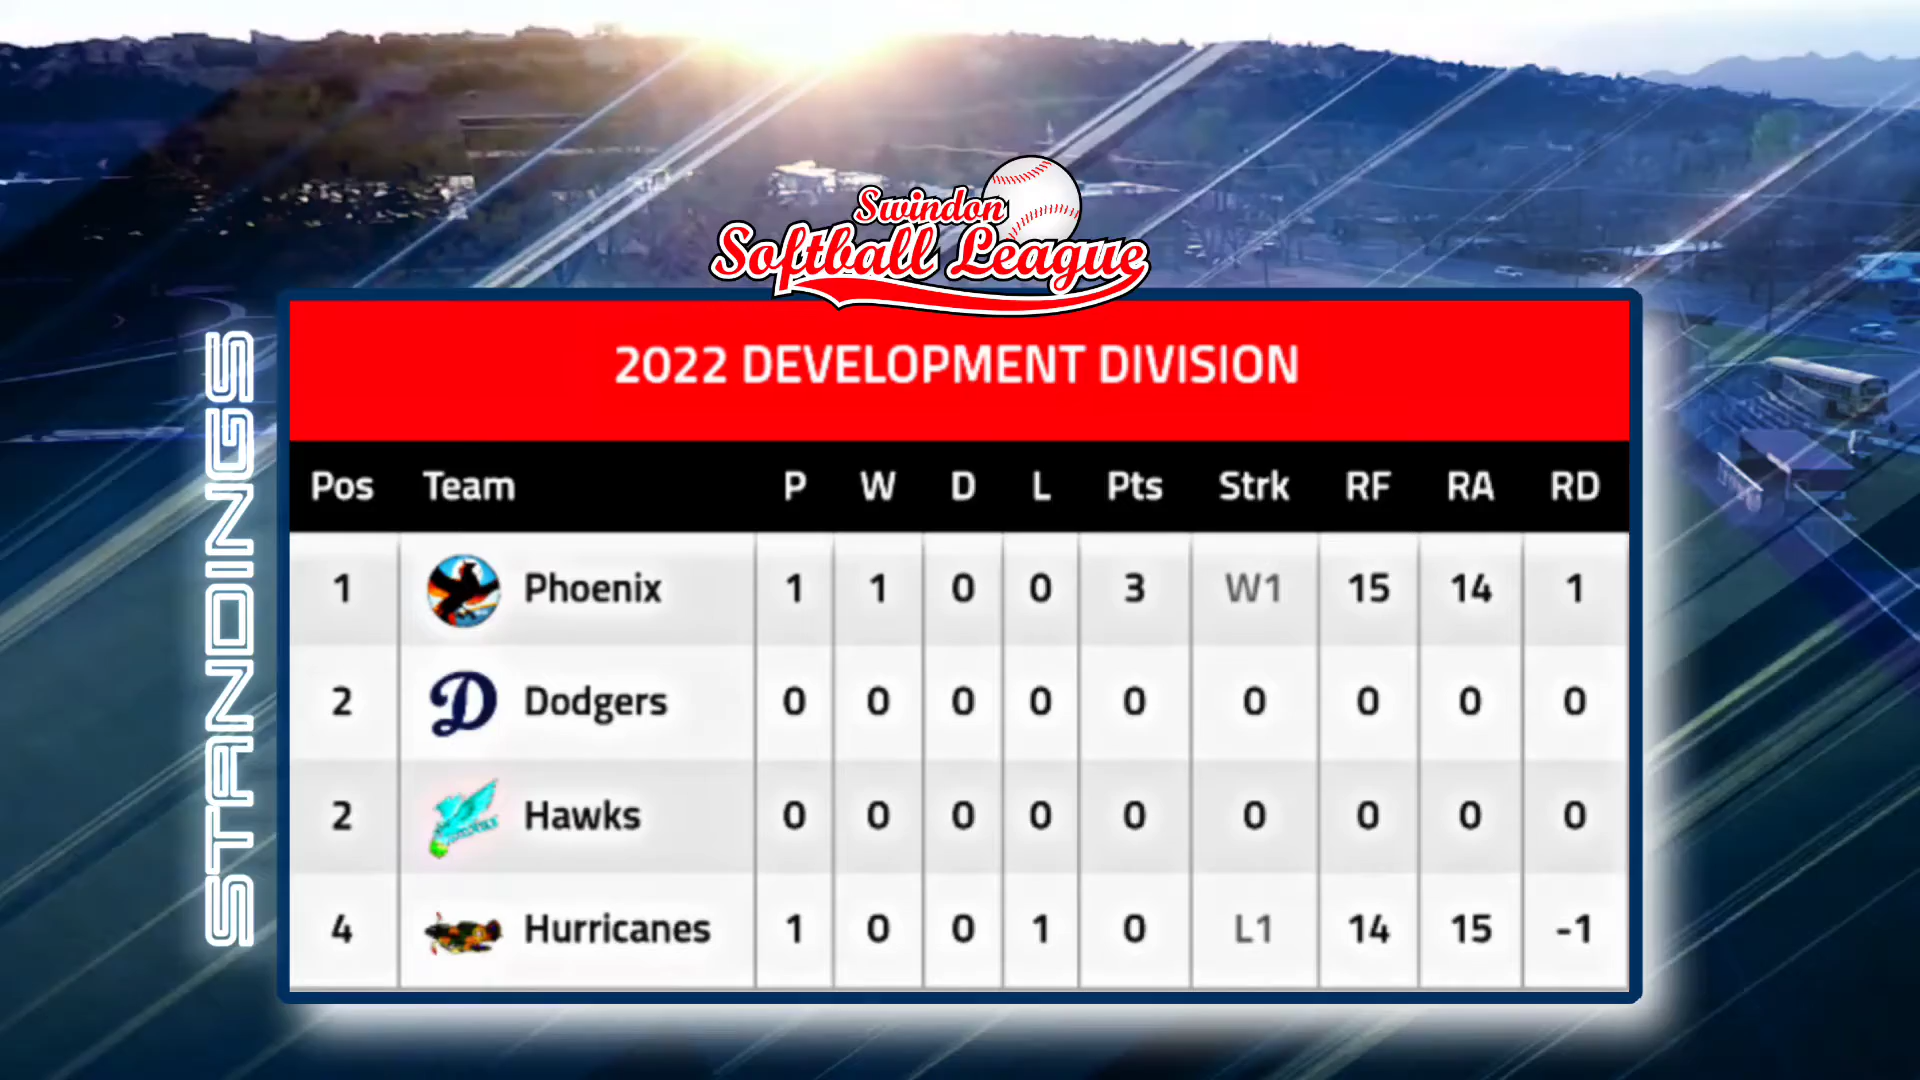 Swindon
Softball League
STANDINGS
2022 DEVELOPMENT DIVISION
Pos Team P W D L Pts Strk RF RA RD
1 Phoenix 1 1 0 0 3 W1 15 14 1
2 Dodgers 0 0 0 0 0 0 0 0 0
2 Hawks 0 0 0 0 0 0 0 0 0
4 Hurricanes 1 0 0 1 0 L1 14 15 -1